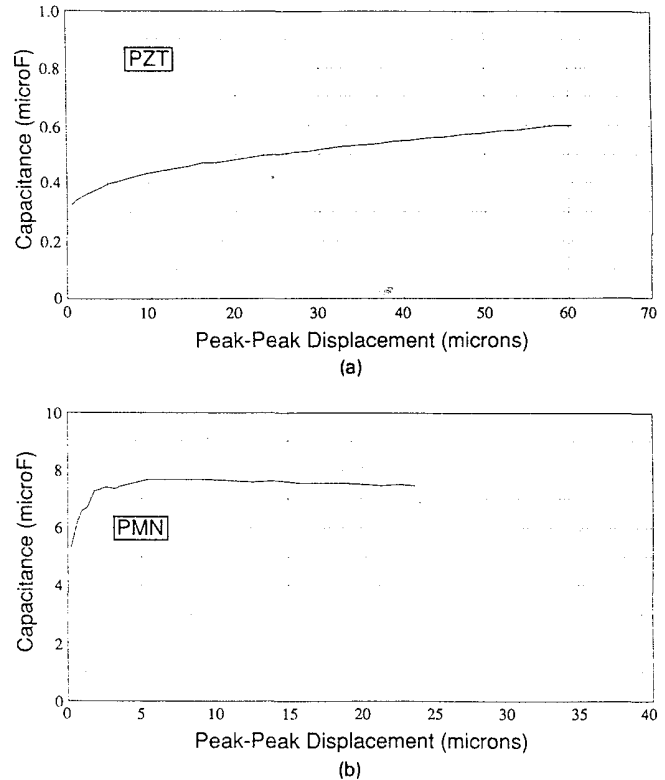 1.0
0.8
0.6
0.4
0.2
0
Capacitance (microF)
PZT
0 10 20 30 40 50 60 70
Peak-Peak Displacement (microns)
(a)
10
8
6
4
2
0
Capacitance (microF)
PMN
0 5 10 15 20 25 30 35 40
Peak-Peak Displacement (microns)
(b)